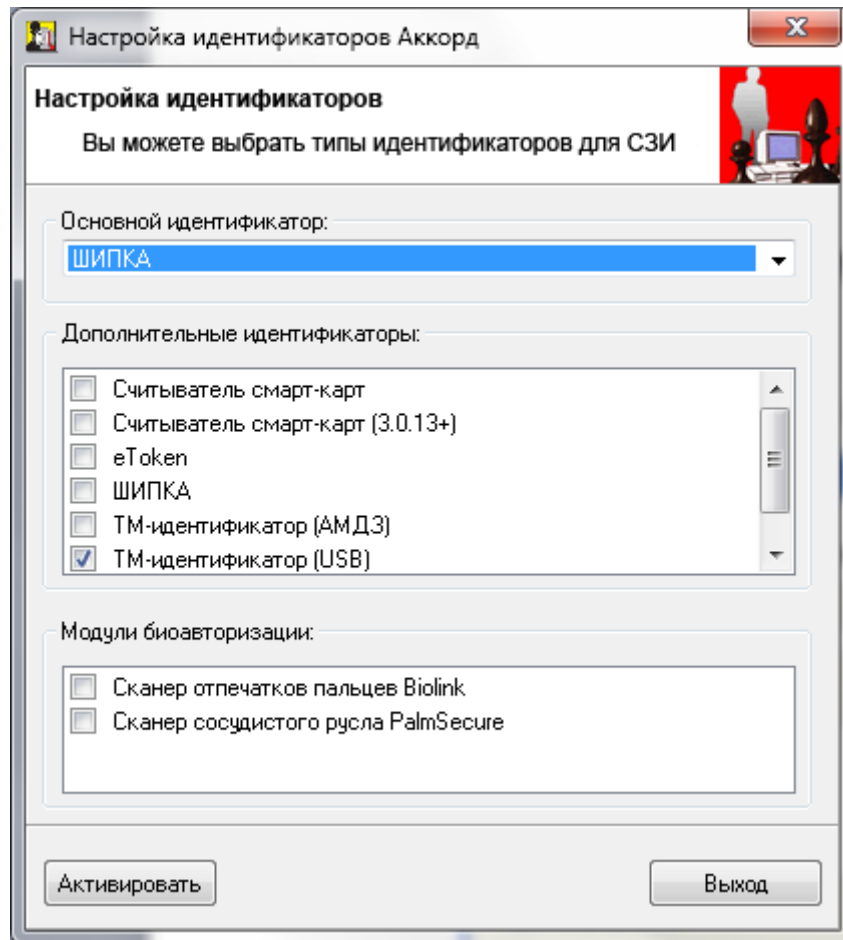 Настройка идентификаторов Аккорд
Настройка идентификаторов
Вы можете выбрать типы идентификаторов для СЗИ
Основной идентификатор:
ШИПКА
Дополнительные идентификаторы:
Считыватель смарт-карт
Считыватель смарт-карт (3.0.13+)
eToken
ШИПКА
ТМ-идентификатор (АМДЗ)
ТМ-идентификатор (USB)
Модули биоавторизации:
Сканер отпечатков пальцев Biolink
Сканер сосудистого русла PalmSecure
Активировать
Выход